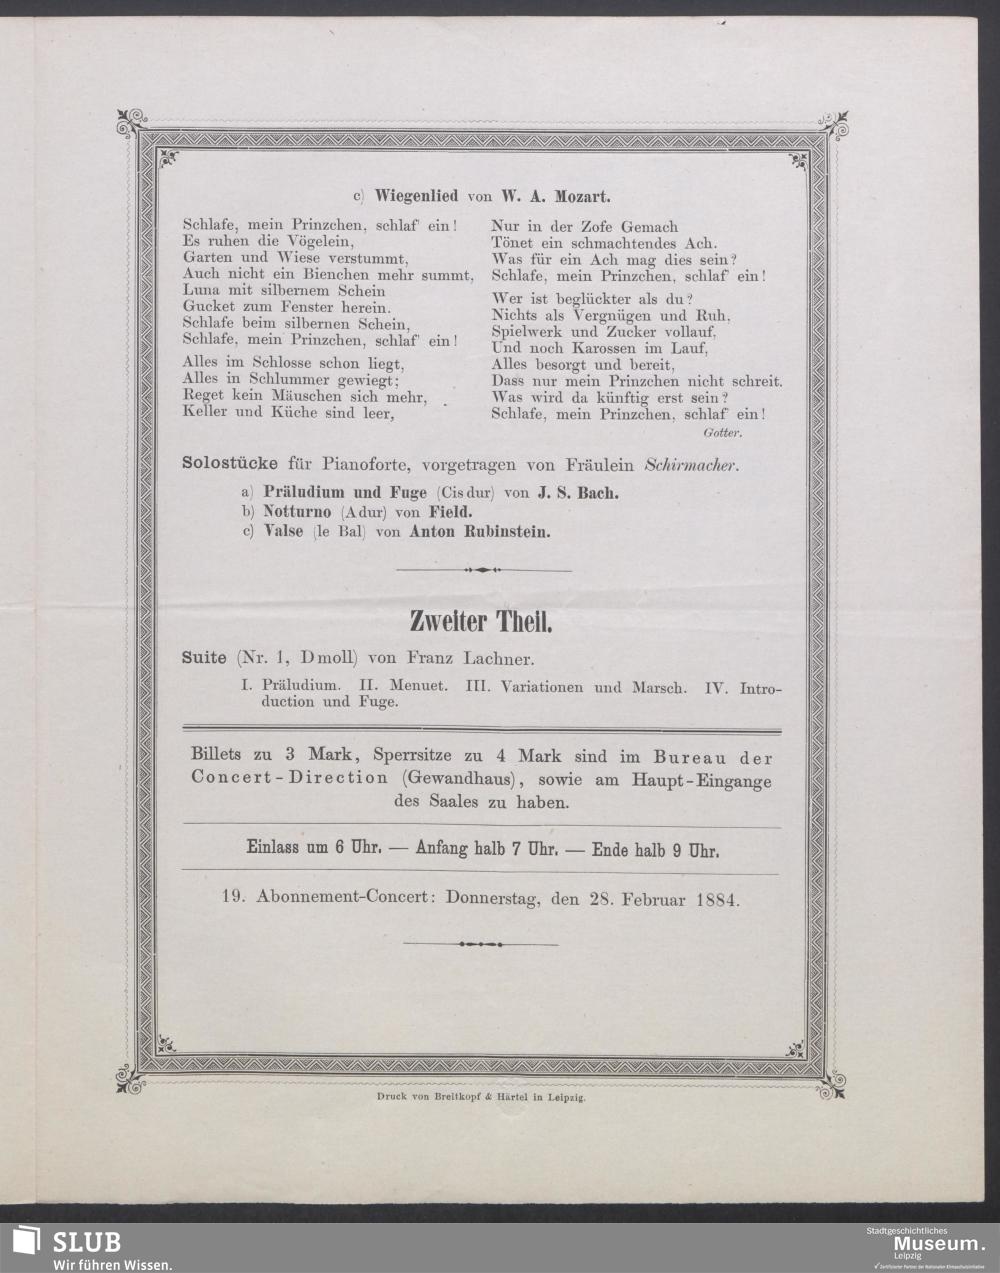 c) Wiegenlied von W. A. Mozart.
Schlafe, mein Prinzchen, schlaf' ein!
Es ruhen die Vögelein,
Garten und Wiese verstummt,
Auch nicht ein Bienchen mehr summt,
Luna mit silbernem Schein
Gucket zum Fenster herein.
Schlafe beim silbernen Schein,
Schlafe, mein Prinzchen, schlaf' ein!
Alles im Schlosse schon liegt,
Alles in Schlummer gewiegt;
Reget kein Mäuschen sich mehr,
Keller und Küche sind leer,
Nur in der Zofe Gemach
Tönet ein schmachtendes Ach.
Was für ein Ach mag dies sein?
Schlafe, mein Prinzchen, schlaf' ein!
Wer ist beglückter als du?
Nichts als Vergnügen und Ruh,
Spielwerk und Zucker vollauf,
Und noch Karossen im Lauf,
Alles besorgt und bereit,
Dass nur mein Prinzchen nicht schreit.
Was wird da künftig erst sein?
Schlafe, mein Prinzchen, schlaf' ein!
Gotter.
Solostücke für Pianoforte, vorgetragen von Fräulein Schirmacher.
a) Präludium und Fuge (Cis dur) von J. S. Bach.
b) Notturno (A dur) von Field.
c) Valse (le Bal) von Anton Rubinstein.
Zweiter Theil.
Suite (Nr. 1, D moll) von Franz Lachner.
I. Präludium. II. Menuet. III. Variationen und Marsch. IV. Intro-
duction und Fuge.
Billets zu 3 Mark, Sperrsitze zu 4 Mark sind im Bureau der
Concert-Direction (Gewandhaus), sowie am Haupt-Eingange
des Saales zu haben.
Einlass um 6 Uhr. — Anfang halb 7 Uhr. — Ende halb 9 Uhr.
19. Abonnement-Concert: Donnerstag, den 28. Februar 1884.
Druck von Breitkopf & Härtel in Leipzig.
SLUB
Wir führen Wissen.
Stadtgeschichtliches
Museum.
Leipzig
Zertifizierter Partner der Nationalen Klimaschutzinitiative